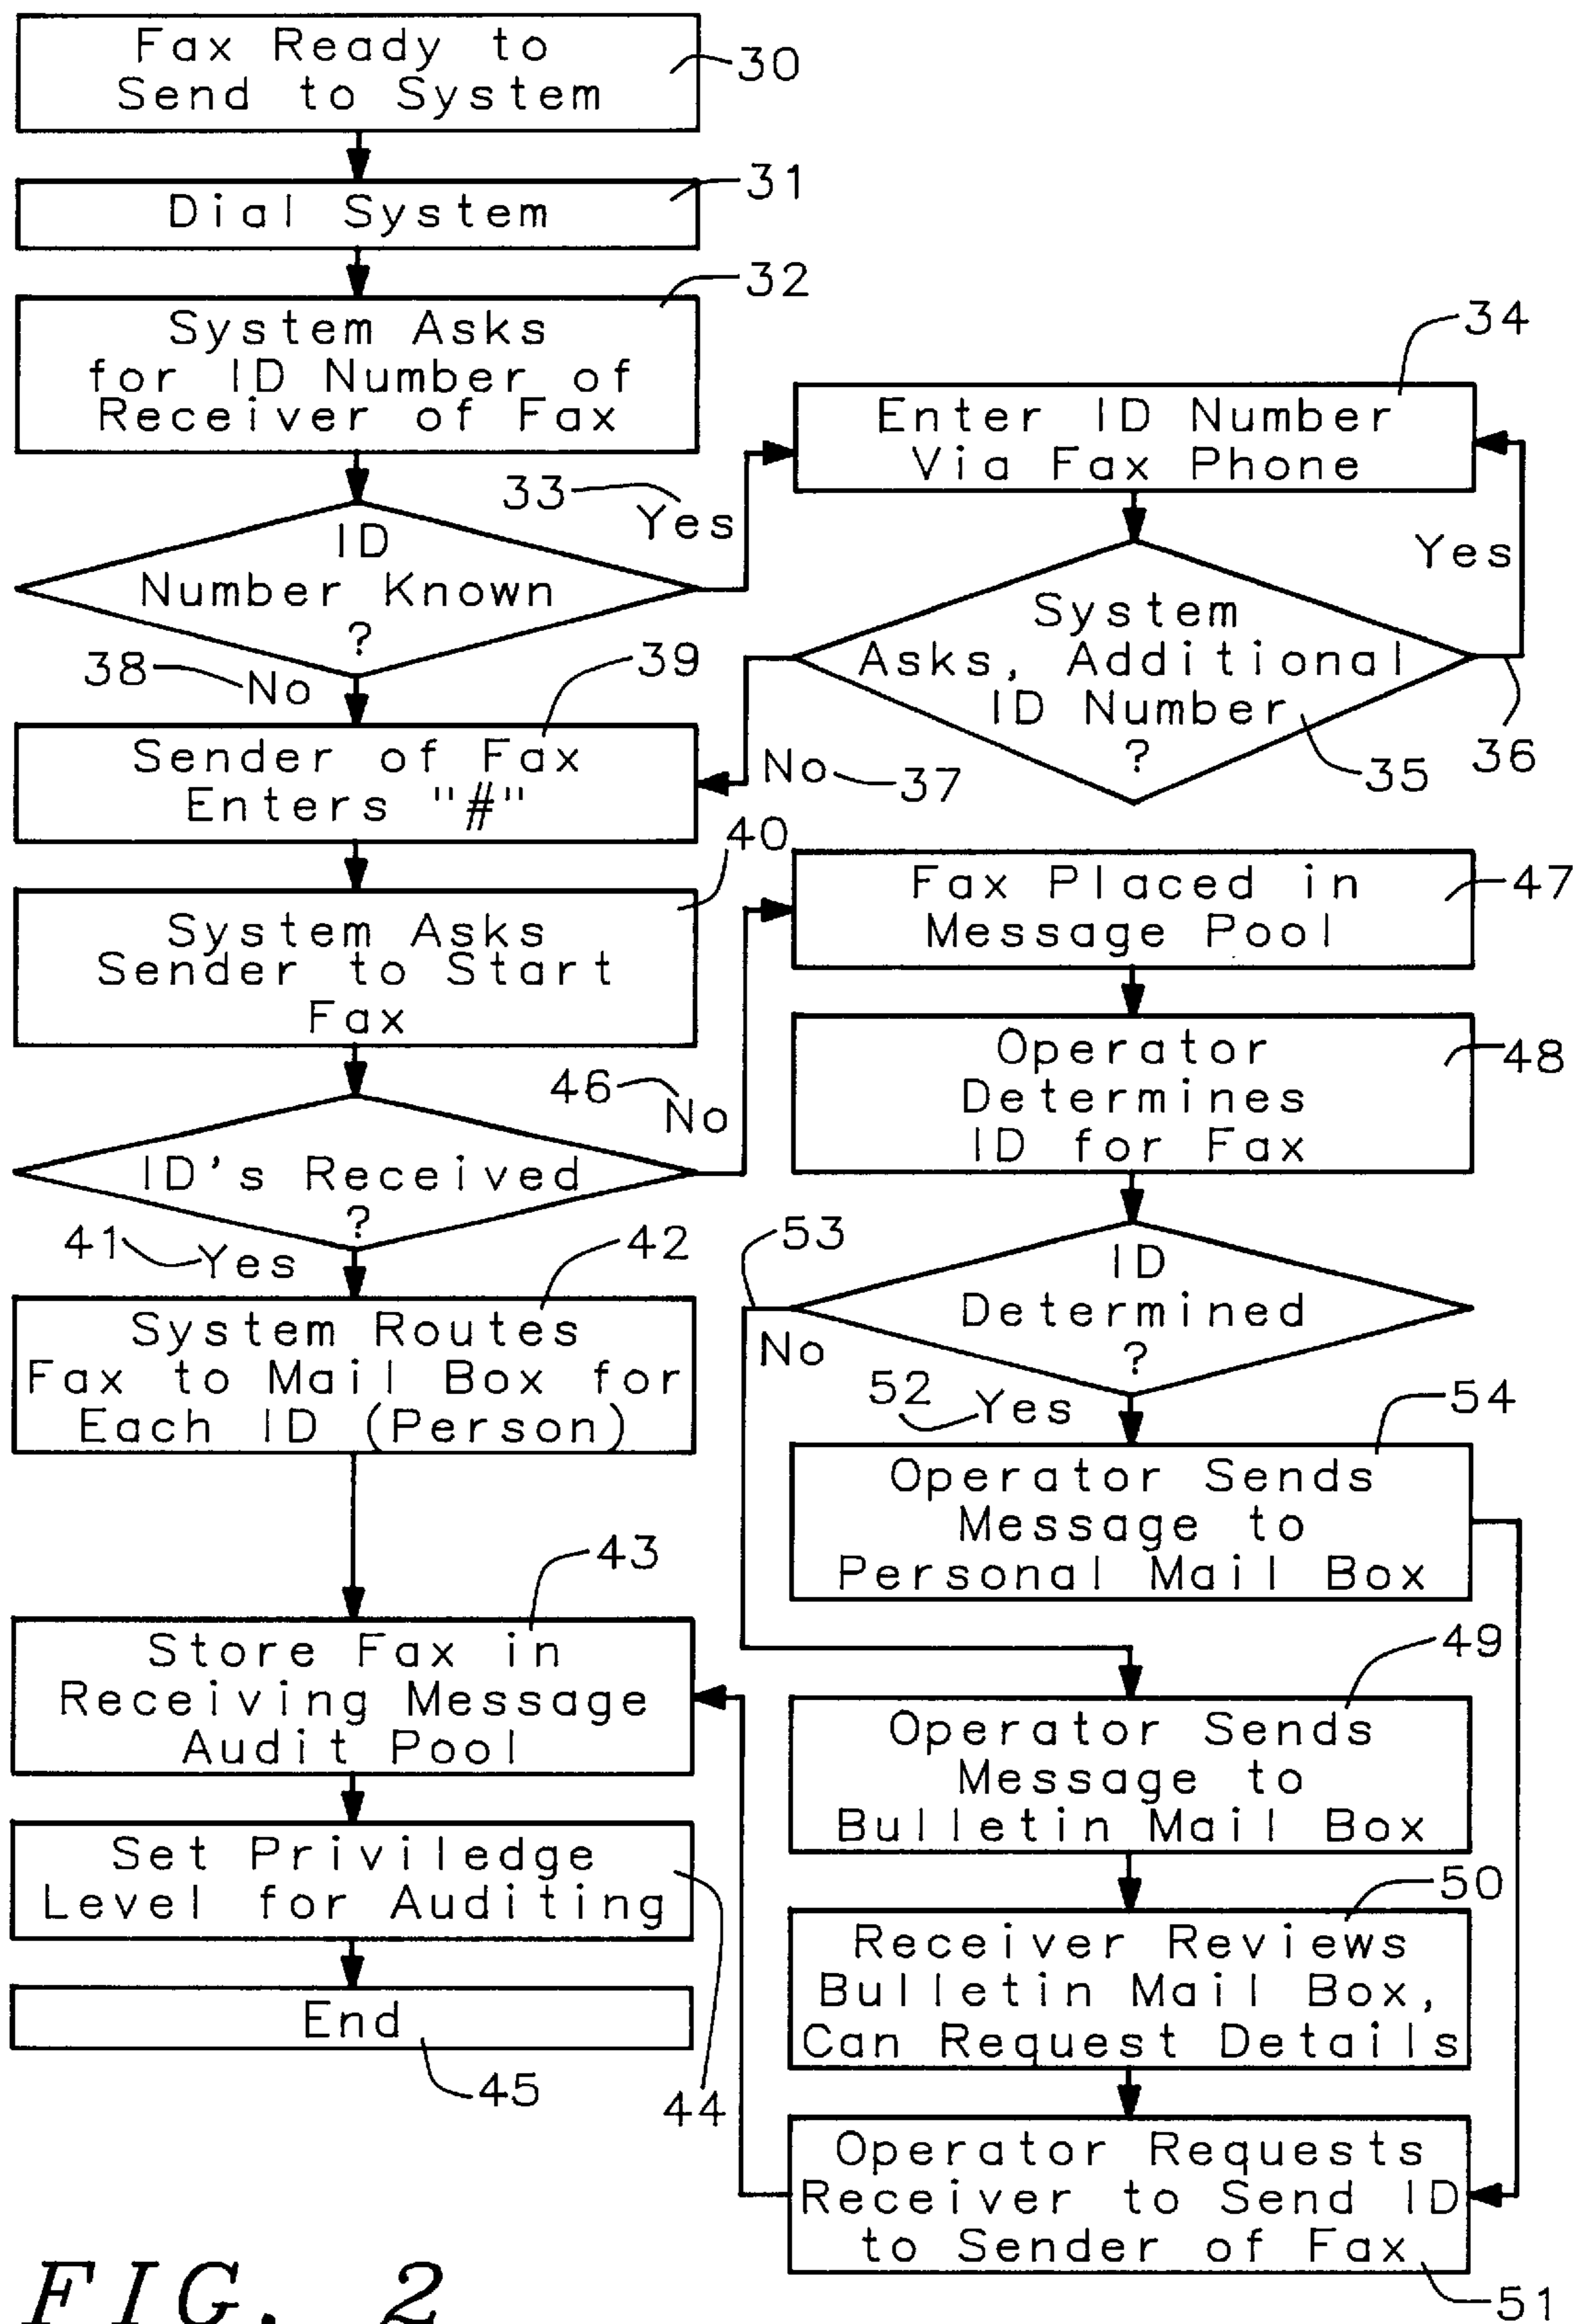 Fax Ready to
Send to System
30
Dial System
31
System Asks
for ID Number of
Receiver of Fax
32
ID
Number Known
?
33
Yes
38
No
Enter ID Number
Via Fax Phone
34
System
Asks, Additional
ID Number
?
35
Yes
36
No
37
Sender of Fax
Enters "#"
39
System Asks
Sender to Start
Fax
40
ID's Received
?
46
No
41
Yes
System Routes
Fax to Mail Box for
Each ID (Person)
42
Store Fax in
Receiving Message
Audit Pool
43
Set Priviledge
Level for Auditing
44
End
45
Fax Placed in
Message Pool
47
Operator
Determines
ID for Fax
48
ID
Determined
?
53
No
52
Yes
Operator Sends
Message to
Personal Mail Box
54
Operator Sends
Message to
Bulletin Mail Box
49
Receiver Reviews
Bulletin Mail Box,
Can Request Details
50
Operator Requests
Receiver to Send ID
to Sender of Fax
51
FIG. 2